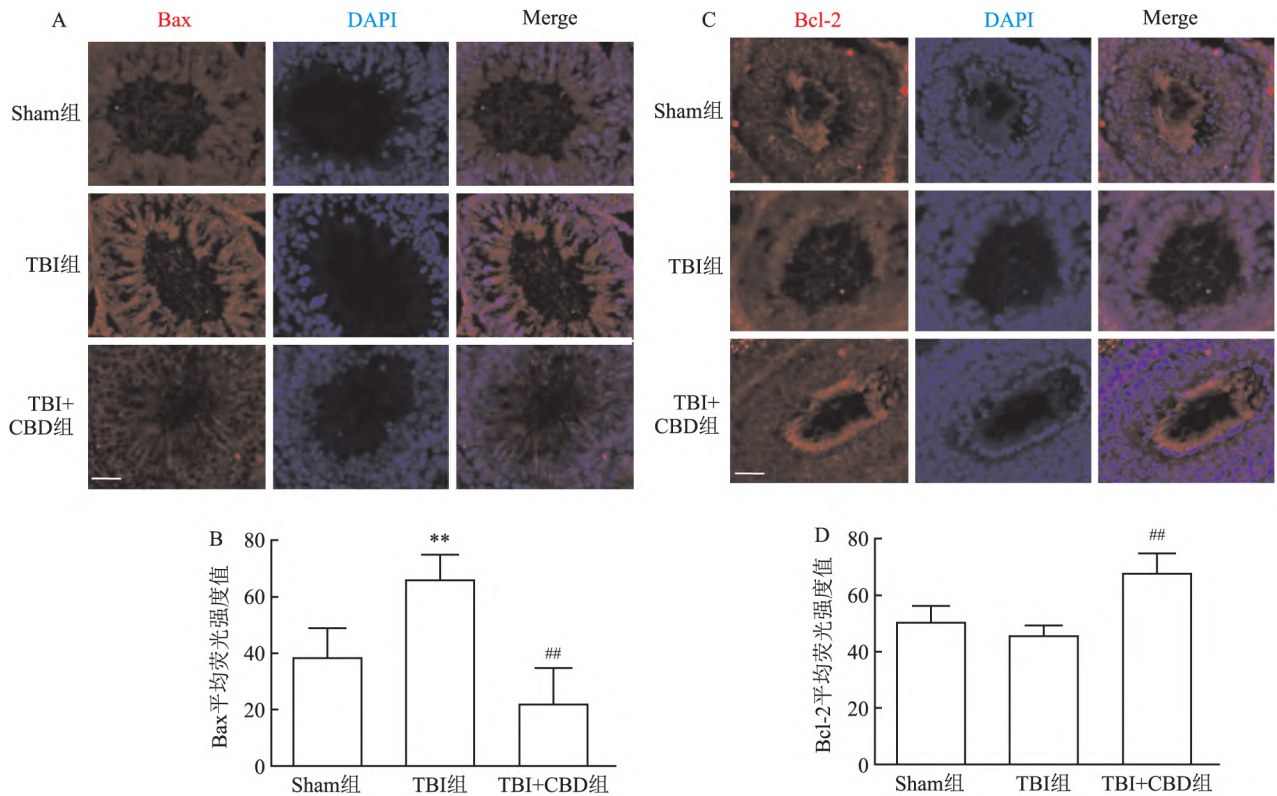 A
Bax
DAPI
Merge
Sham组
TBI组
TBI+
CBD组
C
Bcl-2
DAPI
Merge
Sham组
TBI组
TBI+
CBD组
B
Bax平均荧光强度值
80
60
40
20
0
**
##
Sham组
TBI组
TBI+CBD组
D
Bcl-2平均荧光强度值
80
60
40
20
0
##
Sham组
TBI组
TBI+CBD组